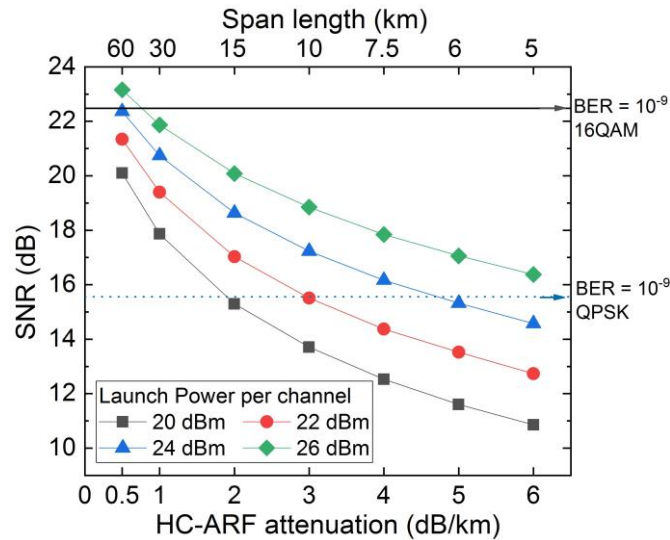 Span length (km)
60 30 15 10 7.5 6 5
24
22
20
18
16
14
12
10
SNR (dB)
BER = 10⁻⁹
16QAM
BER = 10⁻⁹
QPSK
Launch Power per channel
20 dBm 22 dBm
24 dBm 26 dBm
0 0.5 1 2 3 4 5 6
HC-ARF attenuation (dB/km)